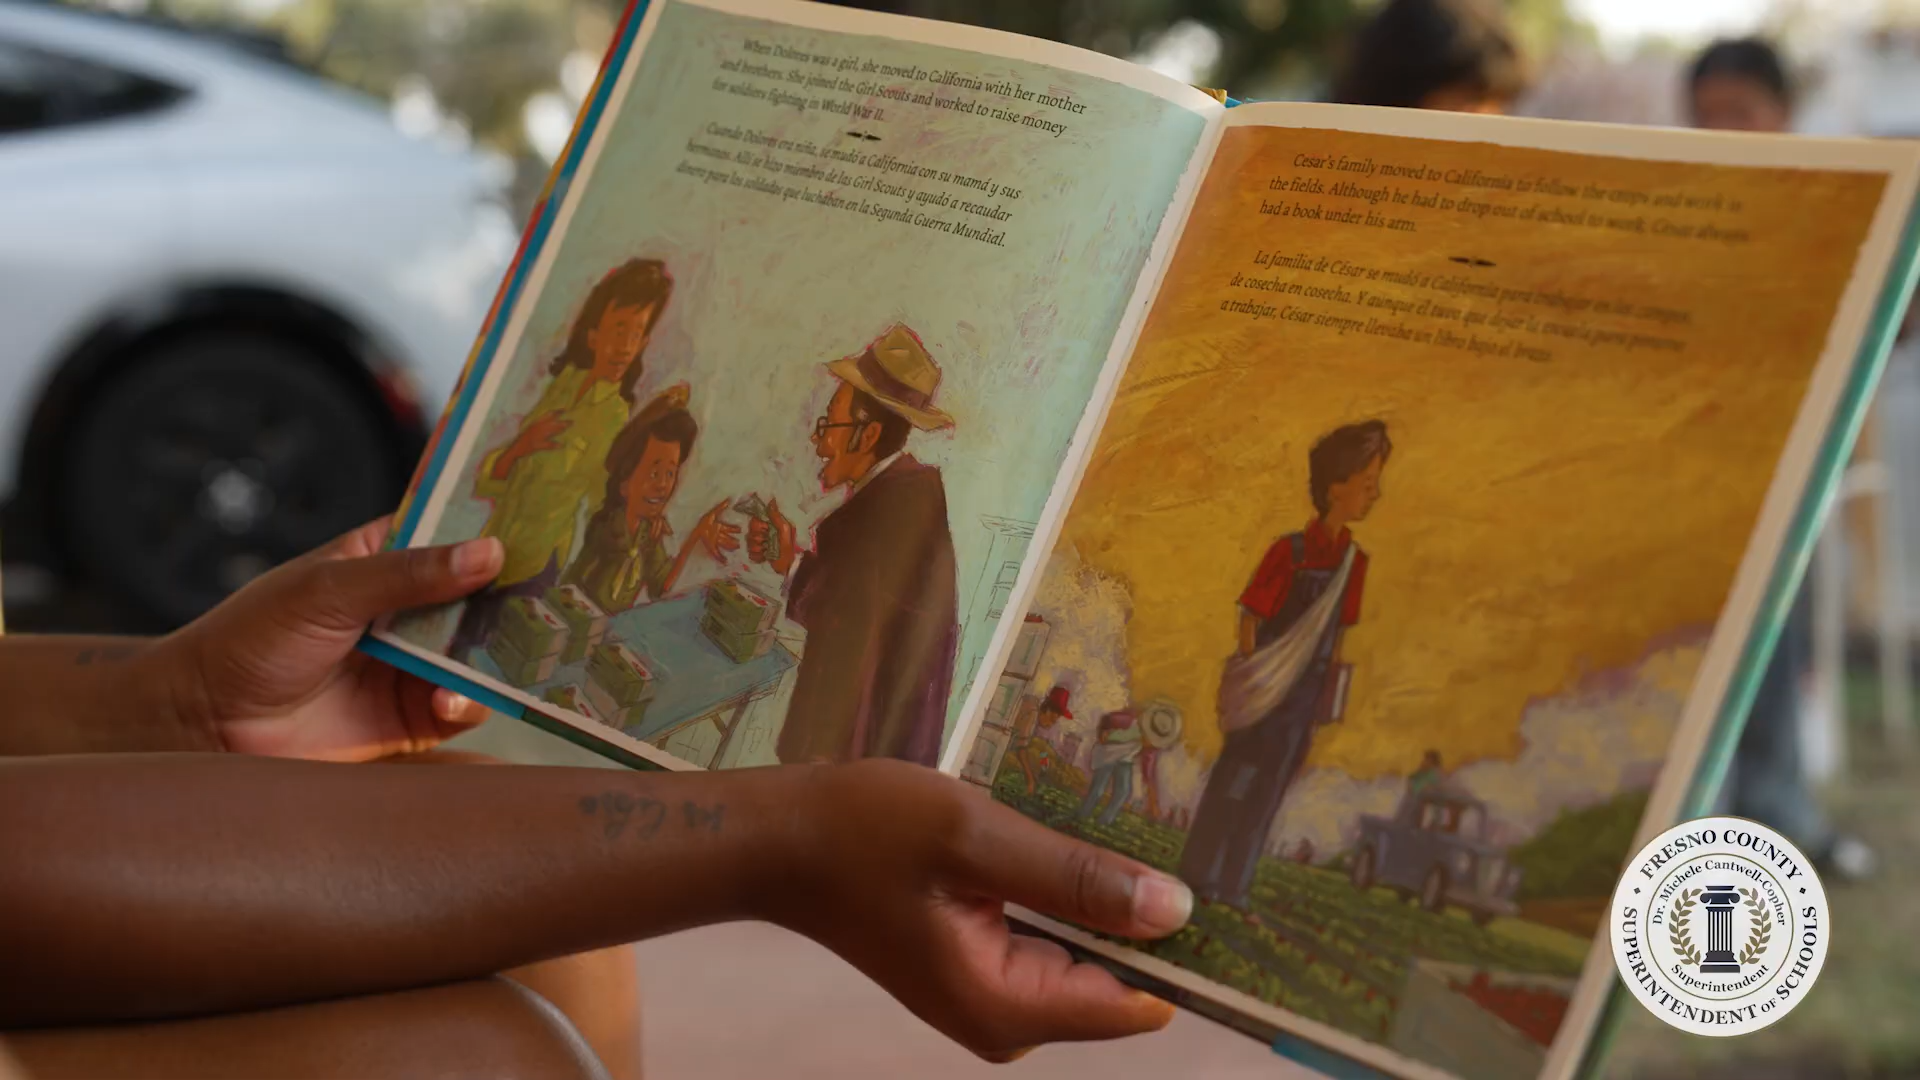 When Dolores was a girl, she moved to California with her mother
and brothers. She joined the Girl Scouts and worked to raise money
for soldiers fighting in World War II.
Cuando Dolores era niña, se mudó a California con su mamá y sus
hermanos. Allí se hizo miembro de las Girl Scouts y ayudó a recaudar
dinero para los soldados que luchaban en la Segunda Guerra Mundial.
Cesar's family moved to California to follow the crops and work in
the fields. Although he had to drop out of school to work, Cesar always
had a book under his arm.
La familia de César se mudó a California para trabajar en los campos,
de cosecha en cosecha. Y aunque él tuvo que dejar la escuela para ponerse
a trabajar, César siempre llevaba un libro bajo el brazo.
FRESNO COUNTY
Dr. Michele Cantwell-Copher
Superintendent
SUPERINTENDENT OF SCHOOLS